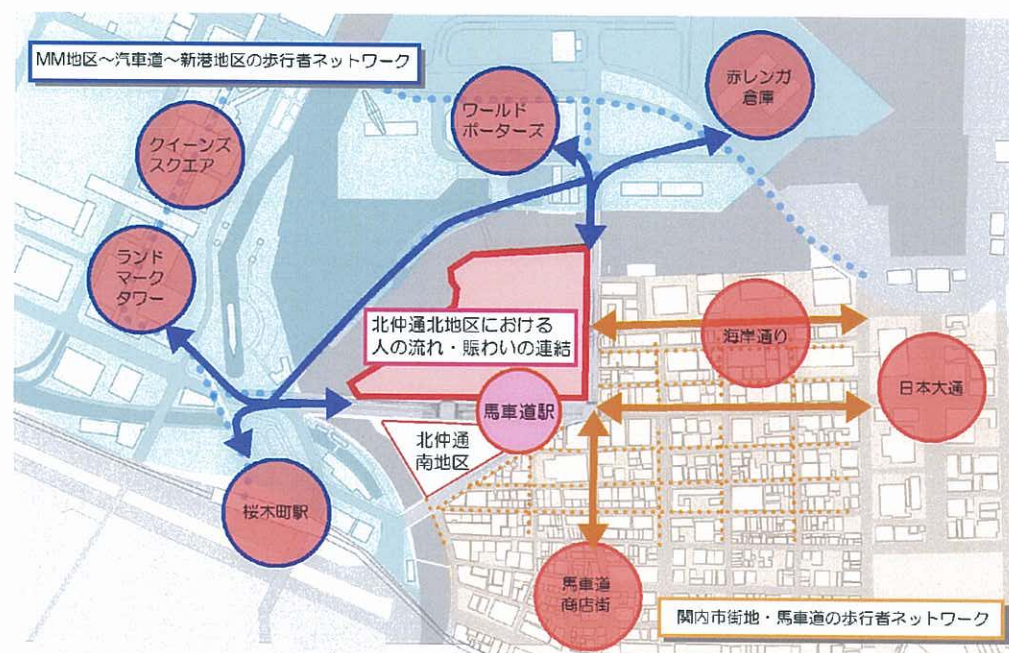 MM地区～汽車道～新港地区の歩行者ネットワーク
赤レンガ
倉庫
ワールド
ポーターズ
クイーンズ
スクエア
ランド
マーク
タワー
北仲通北地区における
人の流れ・賑わいの連結
海岸通り
日本大通
馬車道駅
北仲通
南地区
桜木町駅
馬車道
商店街
関内市街地・馬車道の歩行者ネットワーク